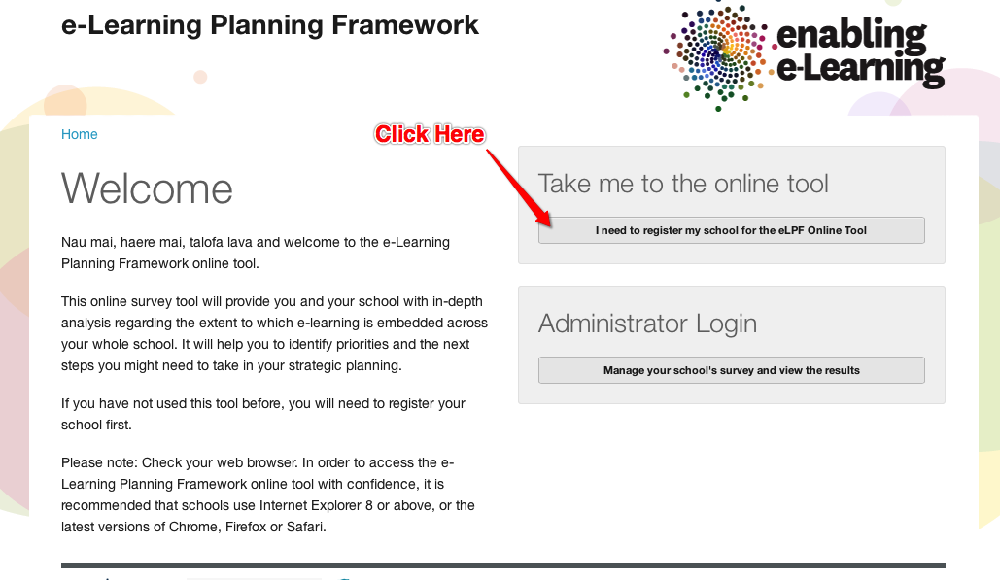 e-Learning Planning Framework
enabling
e-Learning
Home
Click Here
Welcome
Nau mai, haere mai, talofa lava and welcome to the e-Learning
Planning Framework online tool.
This online survey tool will provide you and your school with in-depth
analysis regarding the extent to which e-learning is embedded across
your whole school. It will help you to identify priorities and the next
steps you might need to take in your strategic planning.
If you have not used this tool before, you will need to register your
school first.
Please note: Check your web browser. In order to access the e-
Learning Planning Framework online tool with confidence, it is
recommended that schools use Internet Explorer 8 or above, or the
latest versions of Chrome, Firefox or Safari.
Take me to the online tool
I need to register my school for the eLPF Online Tool
Administrator Login
Manage your school's survey and view the results